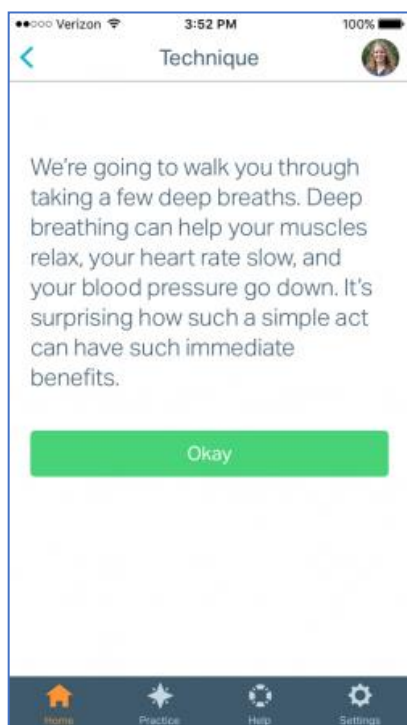 Verizon 3:52 PM 100%
Technique
We're going to walk you through
taking a few deep breaths. Deep
breathing can help your muscles
relax, your heart rate slow, and
your blood pressure go down. It's
surprising how such a simple act
can have such immediate
benefits.
Okay
Home Practice Help Settings